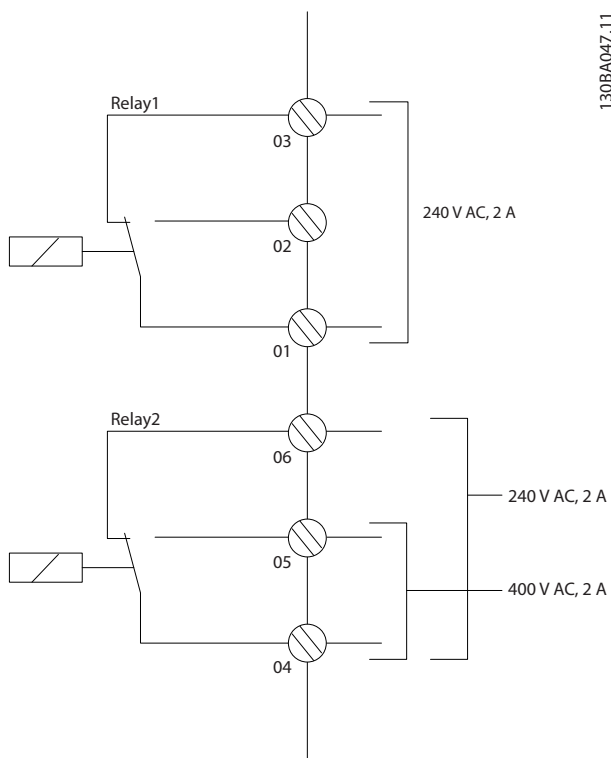 130BA047.11
Relay1
03
02
240 V AC, 2 A
01
Relay2
06
240 V AC, 2 A
05
400 V AC, 2 A
04